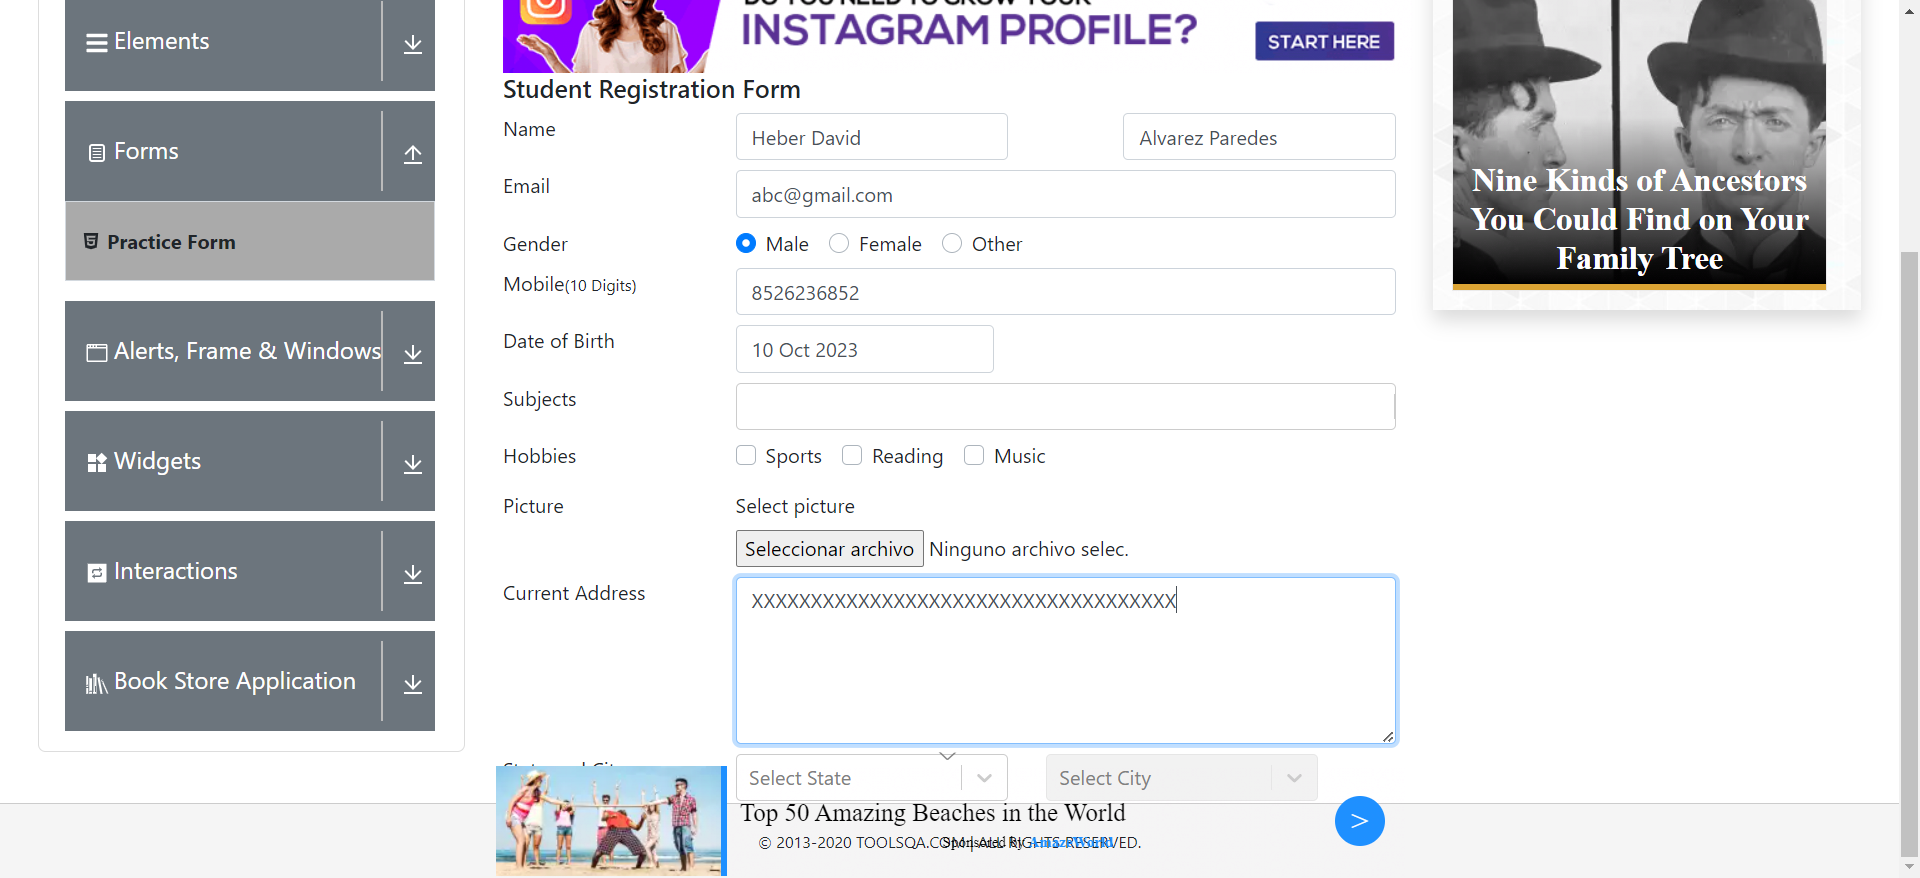 Elements
Forms
Practice Form
Alerts, Frame & Windows
Widgets
Interactions
Book Store Application
INSTAGRAM PROFILE?
START HERE
Student Registration Form
Name Heber David Alvarez Paredes
Email abc@gmail.com
Gender Male Female Other
Mobile(10 Digits) 8526236852
Date of Birth 10 Oct 2023
Subjects
Hobbies Sports Reading Music
Picture Select picture
Seleccionar archivo Ninguno archivo selec.
Current Address XXXXXXXXXXXXXXXXXXXXXXXXXXXXXXXXXXXX
Select State Select City
Top 50 Amazing Beaches in the World
© 2013-2020 TOOLSQA.COM | ALL RIGHTS RESERVED.
Nine Kinds of Ancestors
You Could Find on Your
Family Tree